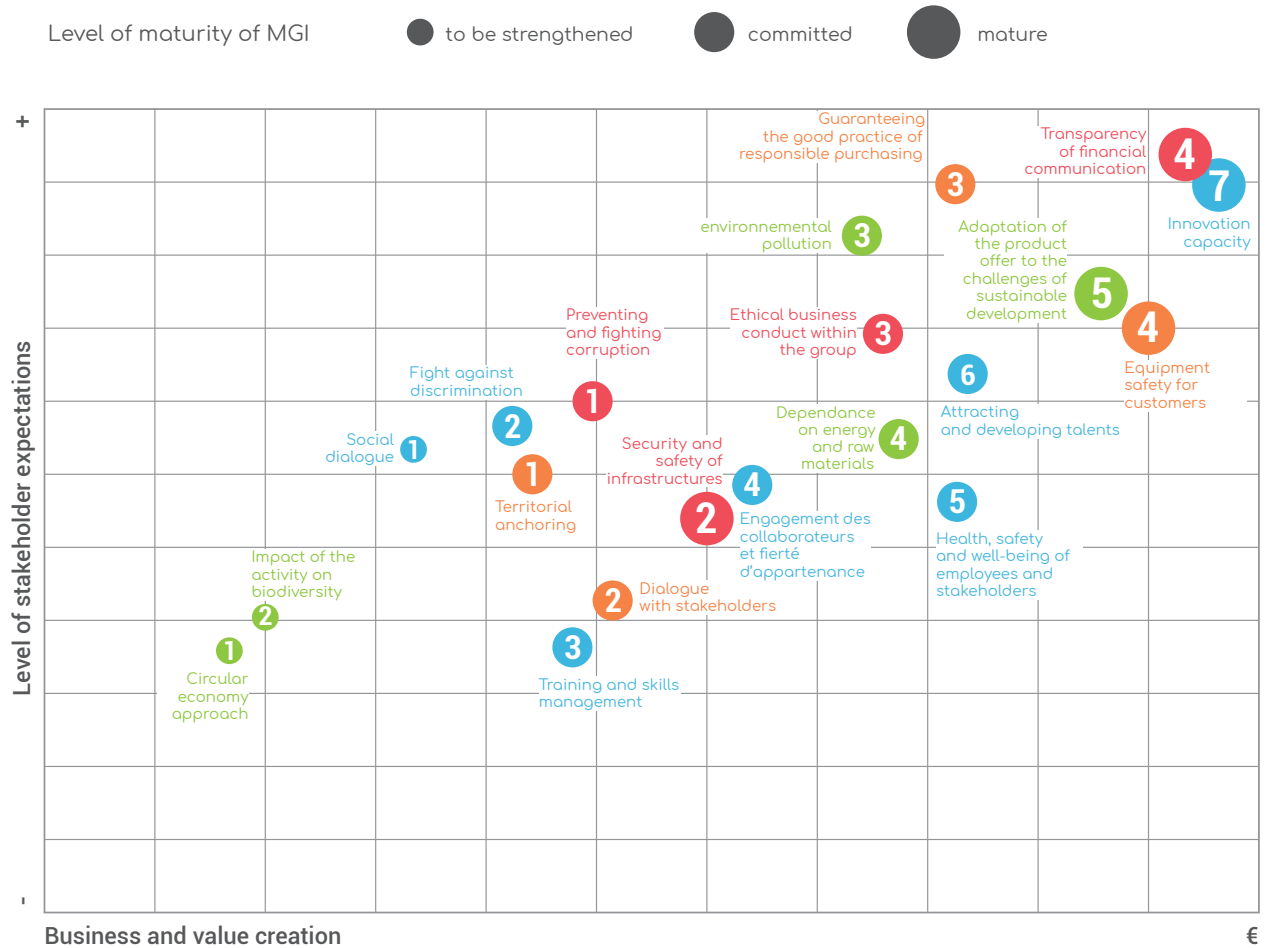 Level of maturity of MGI
to be strengthened
committed
mature
+
Level of stakeholder expectations
-
Guaranteeing
the good practice of
responsible purchasing
3
Transparency
of financial
communication
4
7
Innovation
capacity
environnemental
pollution
3
Adaptation of
the product
offer to the
challenges of
sustainable
development
5
4
Equipment
safety for
customers
Preventing
and fighting
corruption
1
Ethical business
conduct within
the group
3
6
Attracting
and developing talents
Fight against
discrimination
2
Social
dialogue
1
1
Territorial
anchoring
Dependance
on energy
and raw
materials
4
Security and
safety of
infrastructures
2
4
Engagement des
collaborateurs
et fierté
d'appartenance
5
Health, safety
and well-being of
employees and
stakeholders
Impact of the
activity on
biodiversity
2
1
Circular
economy
approach
2
Dialogue
with stakeholders
3
Training and skills
management
Business and value creation
€